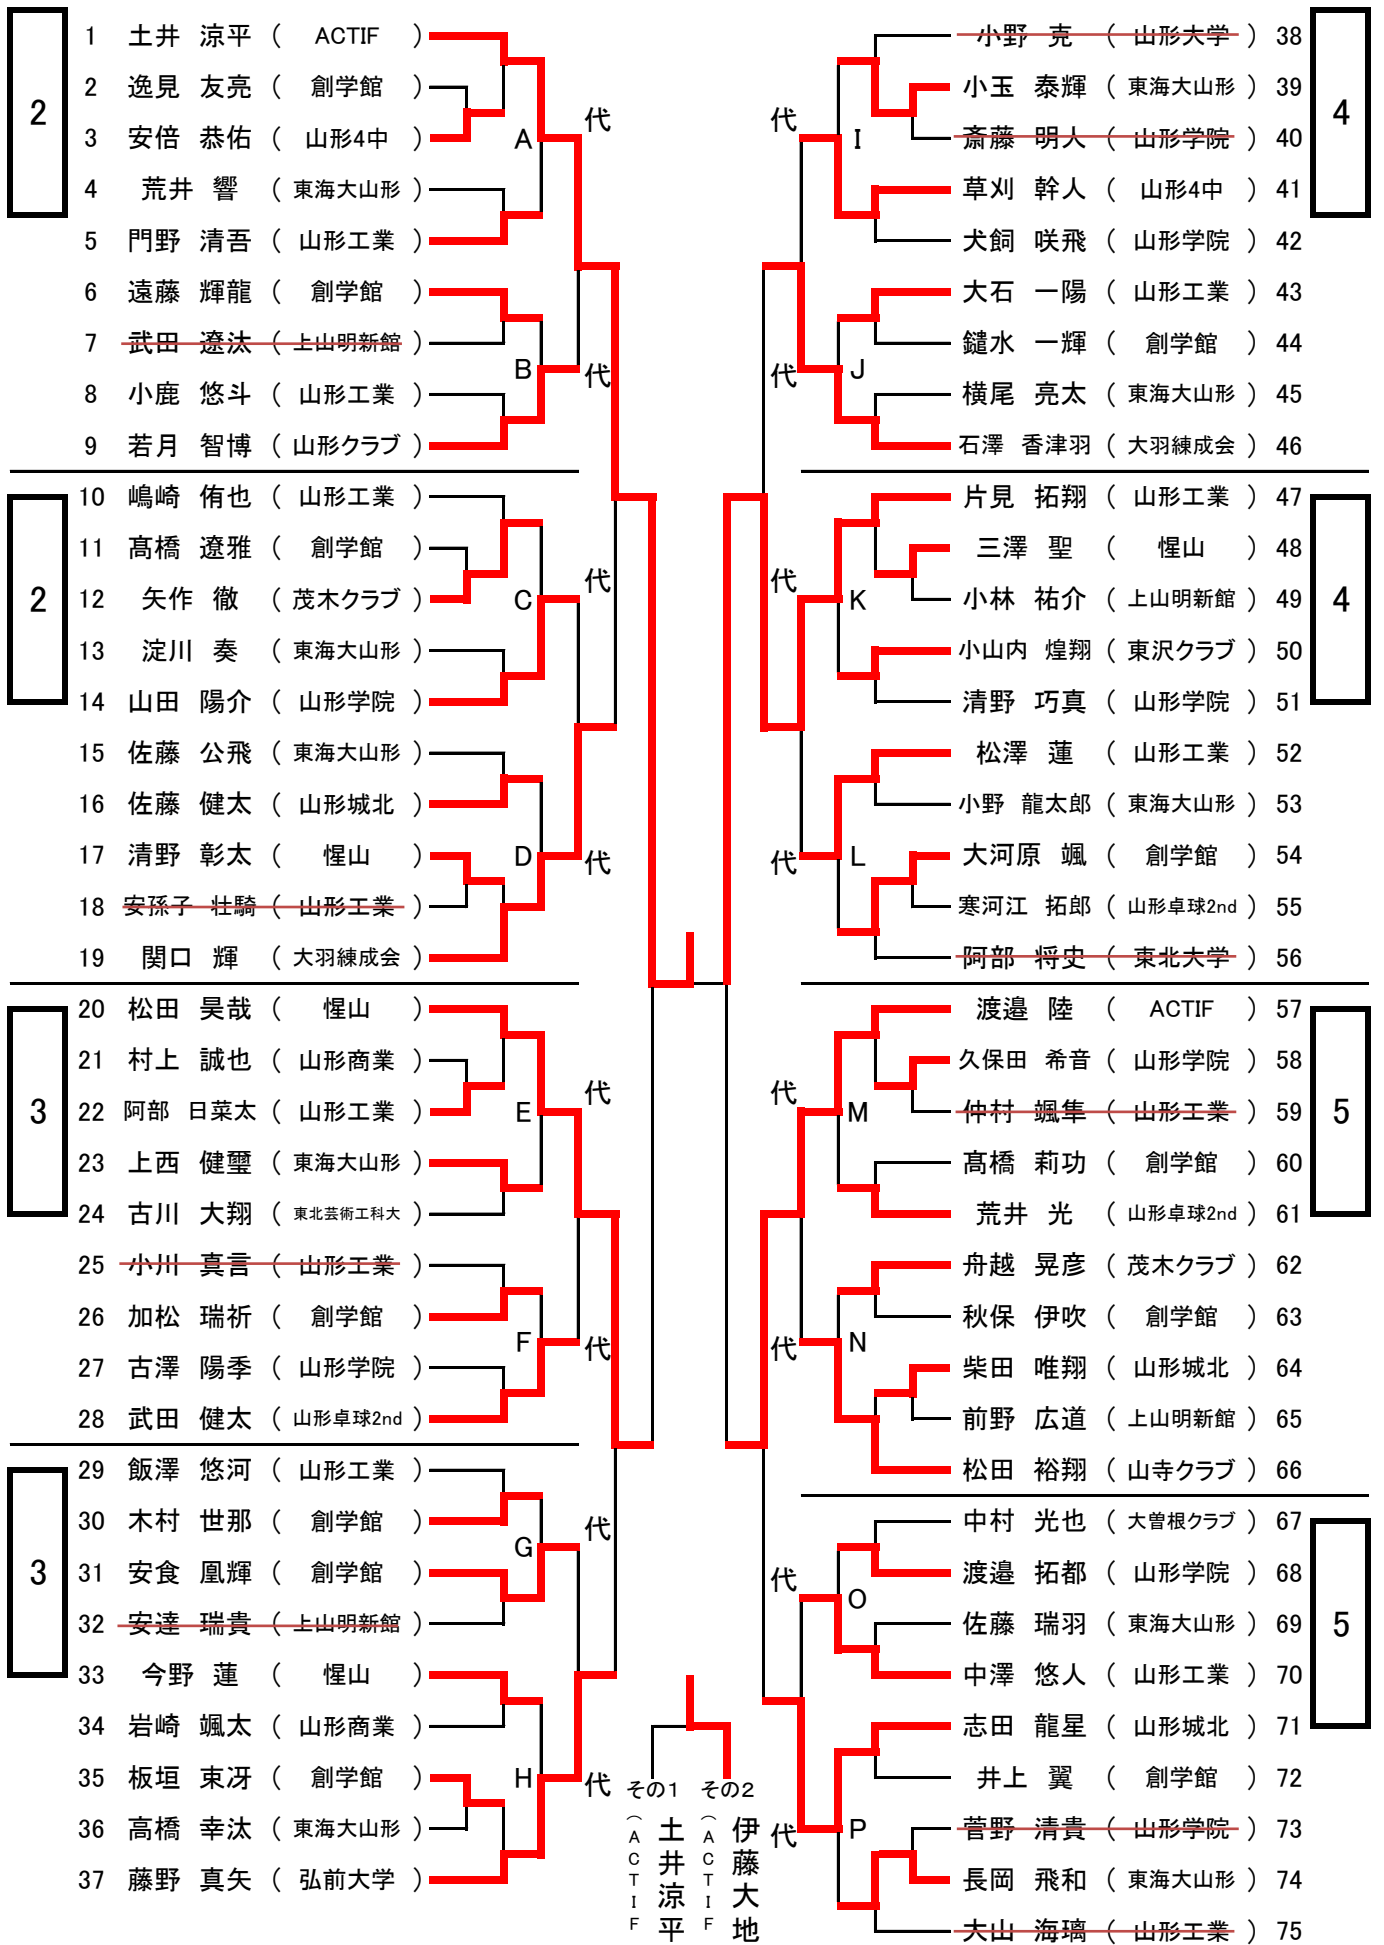 2
1 土井 涼平 ( ACTIF )
2 逸見 友亮 ( 創学館 )
3 安倍 恭佑 ( 山形4中 )
4 荒井 響 ( 東海大山形 )
5 門野 清吾 ( 山形工業 )
A
代
6 遠藤 輝龍 ( 創学館 )
7 武田 遼汰 ( 上山明新館 )
8 小鹿 悠斗 ( 山形工業 )
9 若月 智博 ( 山形クラブ )
B
代
2
10 嶋崎 侑也 ( 山形工業 )
11 髙橋 遼雅 ( 創学館 )
12 矢作 徹 ( 茂木クラブ )
13 淀川 奏 ( 東海大山形 )
14 山田 陽介 ( 山形学院 )
C
代
15 佐藤 公飛 ( 東海大山形 )
16 佐藤 健太 ( 山形城北 )
17 清野 彰太 ( 惺山 )
18 安孫子 壮騎 ( 山形工業 )
19 関口 輝 ( 大羽練成会 )
D
代
3
20 松田 昊哉 ( 惺山 )
21 村上 誠也 ( 山形商業 )
22 阿部 日菜太 ( 山形工業 )
23 上西 健璽 ( 東海大山形 )
24 古川 大翔 ( 東北芸術工科大 )
E
代
25 小川 真言 ( 山形工業 )
26 加松 瑞祈 ( 創学館 )
27 古澤 陽季 ( 山形学院 )
28 武田 健太 ( 山形卓球2nd )
F
代
3
29 飯澤 悠河 ( 山形工業 )
30 木村 世那 ( 創学館 )
31 安食 凰輝 ( 創学館 )
32 安達 瑞貴 ( 上山明新館 )
G
代
33 今野 蓮 ( 惺山 )
34 岩崎 颯太 ( 山形商業 )
35 板垣 束冴 ( 創学館 )
36 高橋 幸汰 ( 東海大山形 )
37 藤野 真矢 ( 弘前大学 )
H
代
その1
土井涼平
(ACTIF
その2
伊藤大地
(ACTIF
4
小野 克 ( 山形大学 ) 38
小玉 泰輝 ( 東海大山形 ) 39
斎藤 明人 ( 山形学院 ) 40
草刈 幹人 ( 山形4中 ) 41
犬飼 咲飛 ( 山形学院 ) 42
I
代
大石 一陽 ( 山形工業 ) 43
鑓水 一輝 ( 創学館 ) 44
横尾 亮太 ( 東海大山形 ) 45
石澤 香津羽 ( 大羽練成会 ) 46
J
代
4
片見 拓翔 ( 山形工業 ) 47
三澤 聖 ( 惺山 ) 48
小林 祐介 ( 上山明新館 ) 49
小山内 煌翔 ( 東沢クラブ ) 50
清野 巧真 ( 山形学院 ) 51
K
代
松澤 蓮 ( 山形工業 ) 52
小野 龍太郎 ( 東海大山形 ) 53
大河原 颯 ( 創学館 ) 54
寒河江 拓郎 ( 山形卓球2nd ) 55
阿部 将史 ( 東北大学 ) 56
L
代
5
渡邉 陸 ( ACTIF ) 57
久保田 希音 ( 山形学院 ) 58
仲村 颯隼 ( 山形工業 ) 59
髙橋 莉功 ( 創学館 ) 60
荒井 光 ( 山形卓球2nd ) 61
M
代
舟越 晃彦 ( 茂木クラブ ) 62
秋保 伊吹 ( 創学館 ) 63
柴田 唯翔 ( 山形城北 ) 64
前野 広道 ( 上山明新館 ) 65
松田 裕翔 ( 山寺クラブ ) 66
N
代
5
中村 光也 ( 大曽根クラブ ) 67
渡邉 拓都 ( 山形学院 ) 68
佐藤 瑞羽 ( 東海大山形 ) 69
中澤 悠人 ( 山形工業 ) 70
O
代
志田 龍星 ( 山形城北 ) 71
井上 翼 ( 創学館 ) 72
菅野 清貴 ( 山形学院 ) 73
長岡 飛和 ( 東海大山形 ) 74
大山 海璃 ( 山形工業 ) 75
P
代